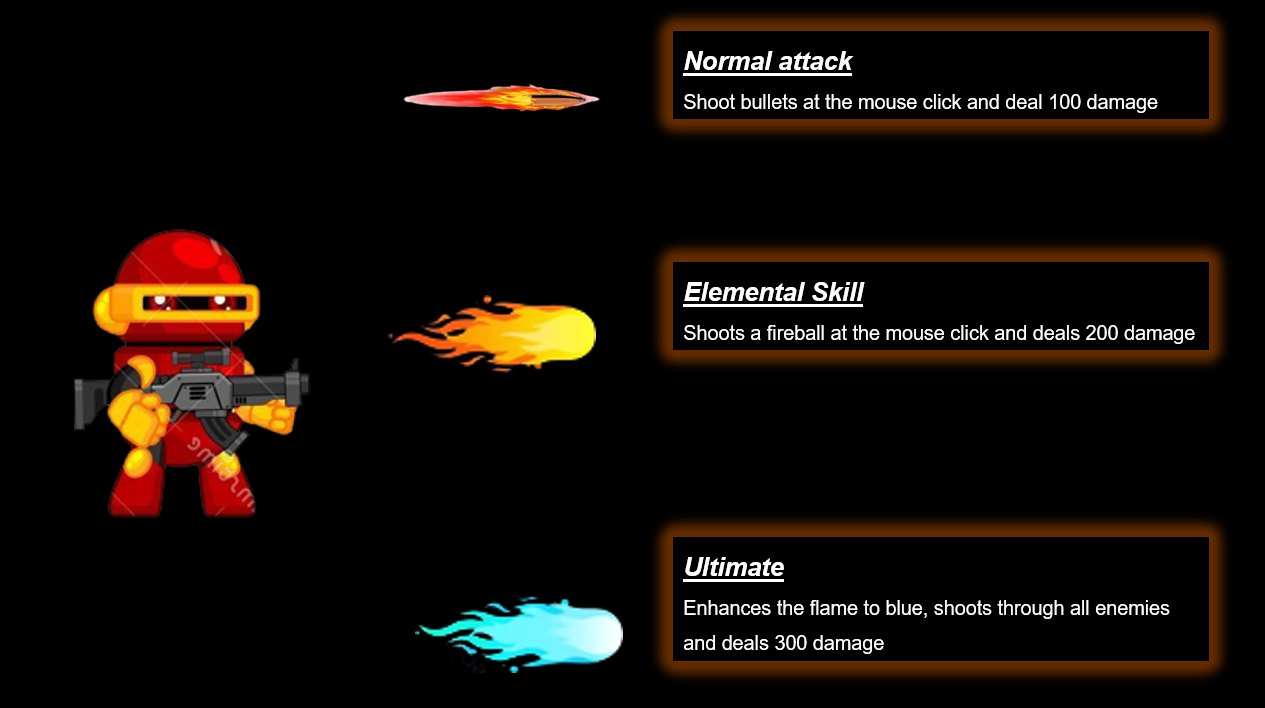 Normal attack
Shoot bullets at the mouse click and deal 100 damage
Elemental Skill
Shoots a fireball at the mouse click and deals 200 damage
Ultimate
Enhances the flame to blue, shoots through all enemies
and deals 300 damage